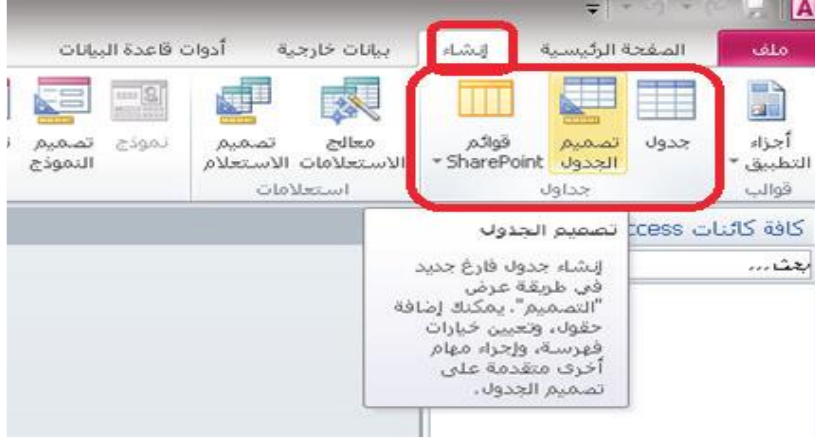 A
ملف
الصفحة الرئيسية
إنشاء
بيانات خارجية
أدوات قاعدة البيانات
أجزاء
التطبيق
قوالب
جدول
تصميم
الجدول
قوائم
SharePoint
جداول
معالج
الاستعلامات
تصميم
الاستعلام
استعلامات
نموذج
تصميم
النموذج
كافة كائنات ccess
بحث...
تصميم الجدول
إنشاء جدول فارغ جديد
في طريقة عرض
"التصميم". يمكنك إضافة
حقول، وتعيين خيارات
فهرسة، وإجراء مهام
أخرى متقدمة على
تصميم الجدول.